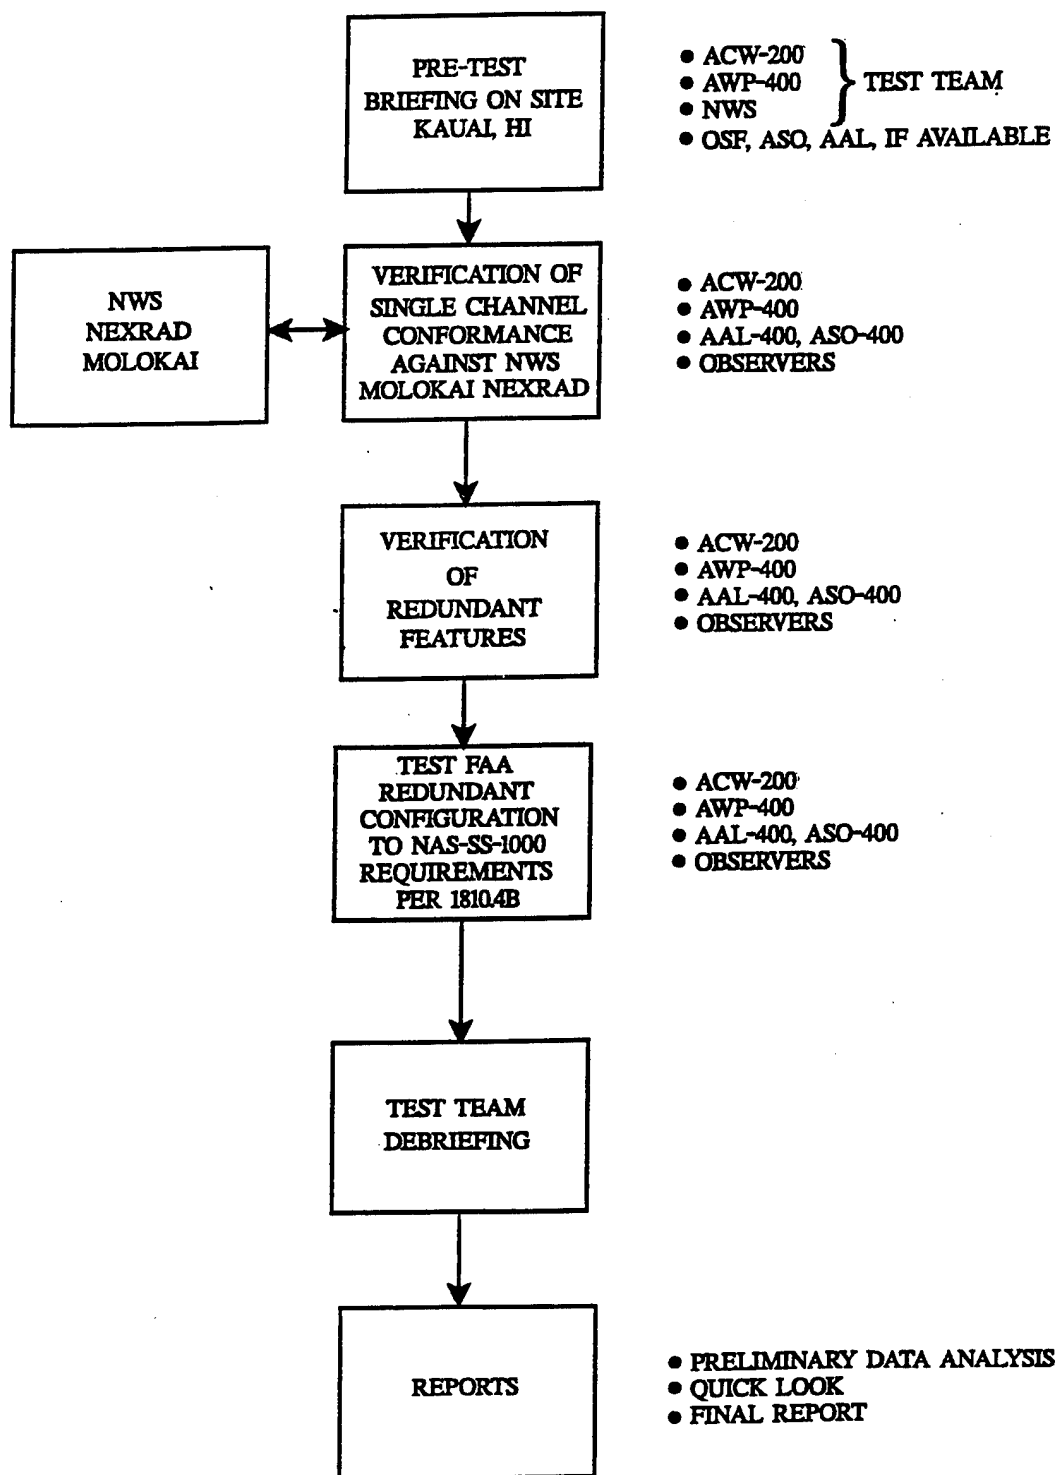 PRE-TEST
BRIEFING ON SITE
KAUAI, HI
● ACW-200
● AWP-400
● NWS
} TEST TEAM
● OSF, ASO, AAL, IF AVAILABLE
NWS
NEXRAD
MOLOKAI
VERIFICATION OF
SINGLE CHANNEL
CONFORMANCE
AGAINST NWS
MOLOKAI NEXRAD
● ACW-200
● AWP-400
● AAL-400, ASO-400
● OBSERVERS
VERIFICATION
OF
REDUNDANT
FEATURES
● ACW-200
● AWP-400
● AAL-400, ASO-400
● OBSERVERS
TEST FAA
REDUNDANT
CONFIGURATION
TO NAS-SS-1000
REQUIREMENTS
PER 1810.4B
● ACW-200
● AWP-400
● AAL-400, ASO-400
● OBSERVERS
TEST TEAM
DEBRIEFING
REPORTS
● PRELIMINARY DATA ANALYSIS
● QUICK LOOK
● FINAL REPORT